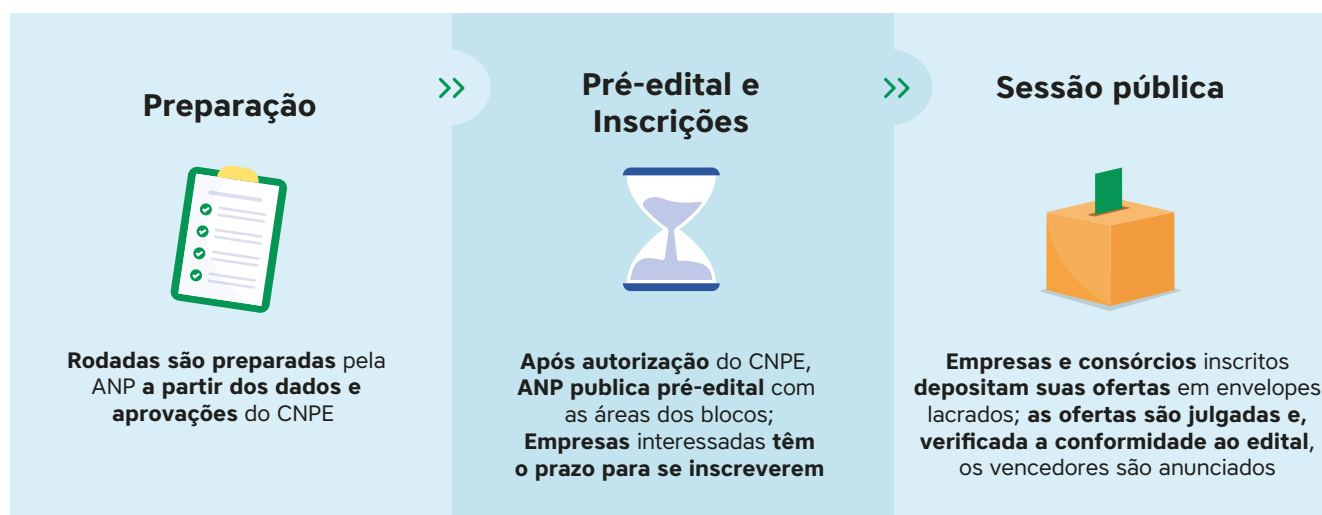 Preparação
Rodadas são preparadas pela
ANP a partir dos dados e
aprovações do CNPE
Pré-edital e
Inscrições
Após autorização do CNPE,
ANP publica pré-edital com
as áreas dos blocos;
Empresas interessadas têm
o prazo para se inscreverem
Sessão pública
Empresas e consórcios inscritos
depositam suas ofertas em envelopes
lacrados; as ofertas são julgadas e,
verificada a conformidade ao edital,
os vencedores são anunciados